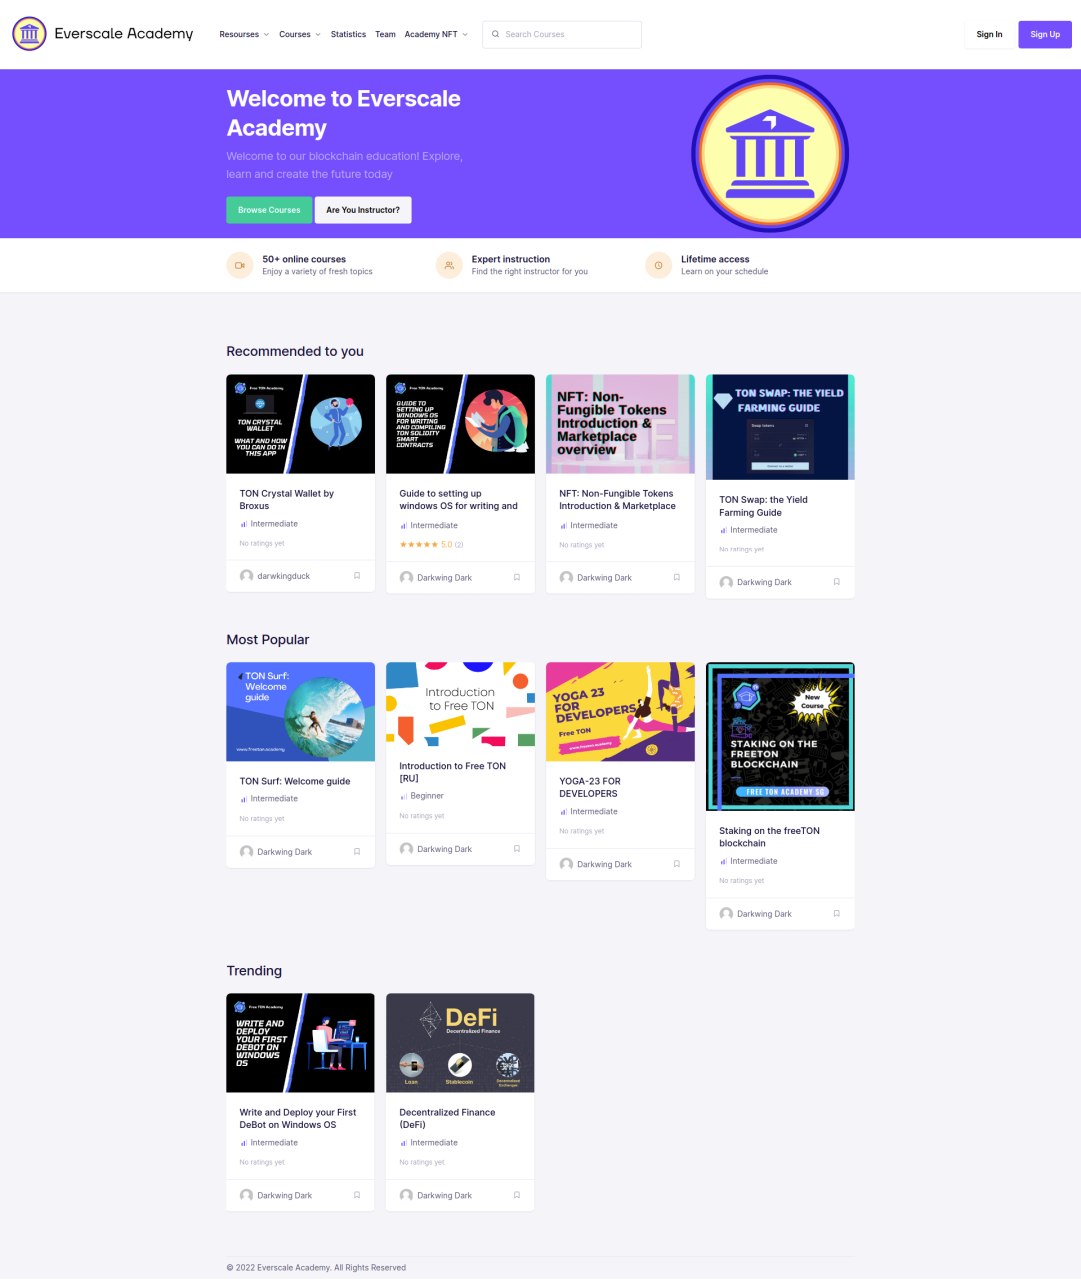 Everscale Academy
Resourses
Courses
Statistics
Team
Academy NFT
Search Courses
Sign In
Sign Up
Welcome to Everscale
Academy
Welcome to our blockchain education! Explore,
learn and create the future today
Browse Courses
Are You Instructor?
50+ online courses
Enjoy a variety of fresh topics
Expert instruction
Find the right instructor for you
Lifetime access
Learn on your schedule
Recommended to you
Free TON Academy
TON CRYSTAL
WALLET
WHAT AND HOW
YOU CAN DO IN
THIS APP
TON Crystal Wallet by
Broxus
Intermediate
No ratings yet
darwkingduck
Free TON Academy
GUIDE TO
SETTING UP
WINDOWS OS
FOR WRITING
AND COMPILING
TON SOLIDITY
SMART
CONTRACTS
Guide to setting up
windows OS for writing and
Intermediate
5.0 (2)
Darkwing Dark
NFT: Non-
Fungible Tokens
Introduction &
Marketplace
overview
NFT: Non-Fungible Tokens
Introduction & Marketplace
Intermediate
No ratings yet
Darkwing Dark
TON SWAP: THE YIELD
FARMING GUIDE
Swap tokens
TON Swap: the Yield
Farming Guide
Intermediate
No ratings yet
Darkwing Dark
Most Popular
TON Surf:
Welcome
guide
www.freeton.academy
TON Surf: Welcome guide
Intermediate
No ratings yet
Darkwing Dark
Introduction
to Free TON
Introduction to Free TON
[RU]
Beginner
No ratings yet
Darkwing Dark
YOGA 23
FOR
DEVELOPERS
Free TON
www.freeton.academy
YOGA-23 FOR
DEVELOPERS
Intermediate
No ratings yet
Darkwing Dark
New
Course
STAKING ON THE
FREETON
BLOCKCHAIN
FREE TON ACADEMY SG
Staking on the freeTON
blockchain
Intermediate
No ratings yet
Darkwing Dark
Trending
Free TON Academy
WRITE AND
DEPLOY
YOUR FIRST
DEBOT ON
WINDOWS
OS
Write and Deploy your First
DeBot on Windows OS
Intermediate
No ratings yet
Darkwing Dark
DeFi
Decentralized Finance
Loan
Stablecoin
Decentralized
Exchanges
Decentralized Finance
(DeFi)
Intermediate
No ratings yet
Darkwing Dark
© 2022 Everscale Academy. All Rights Reserved